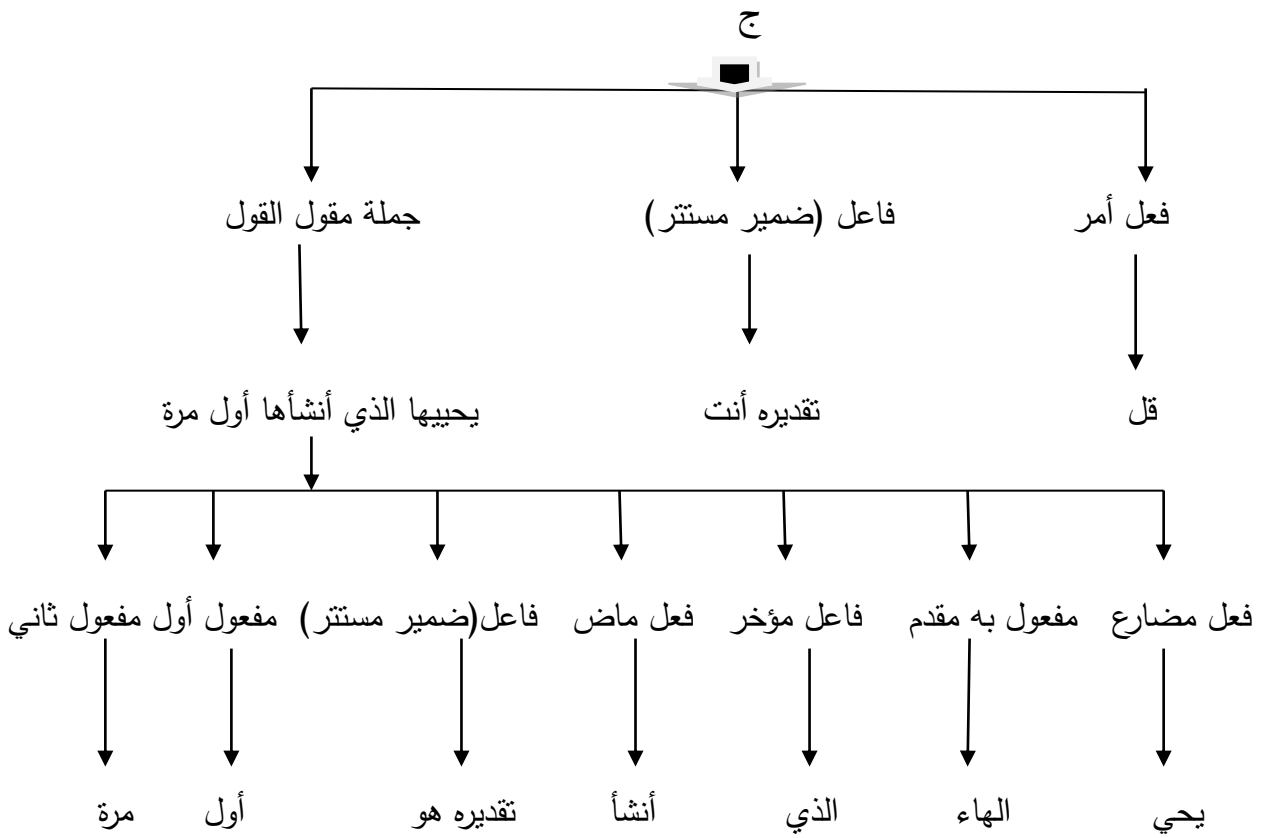 ج
فعل أمر فاعل (ضمير مستتر) جملة مقول القول
قل تقديره أنت يحييها الذي أنشأها أول مرة
فعل مضارع مفعول به مقدم فاعل مؤخر فعل ماض فاعل(ضمير مستتر) مفعول أول مفعول ثاني
يحي الهاء الذي أنشأ تقديره هو أول مرة